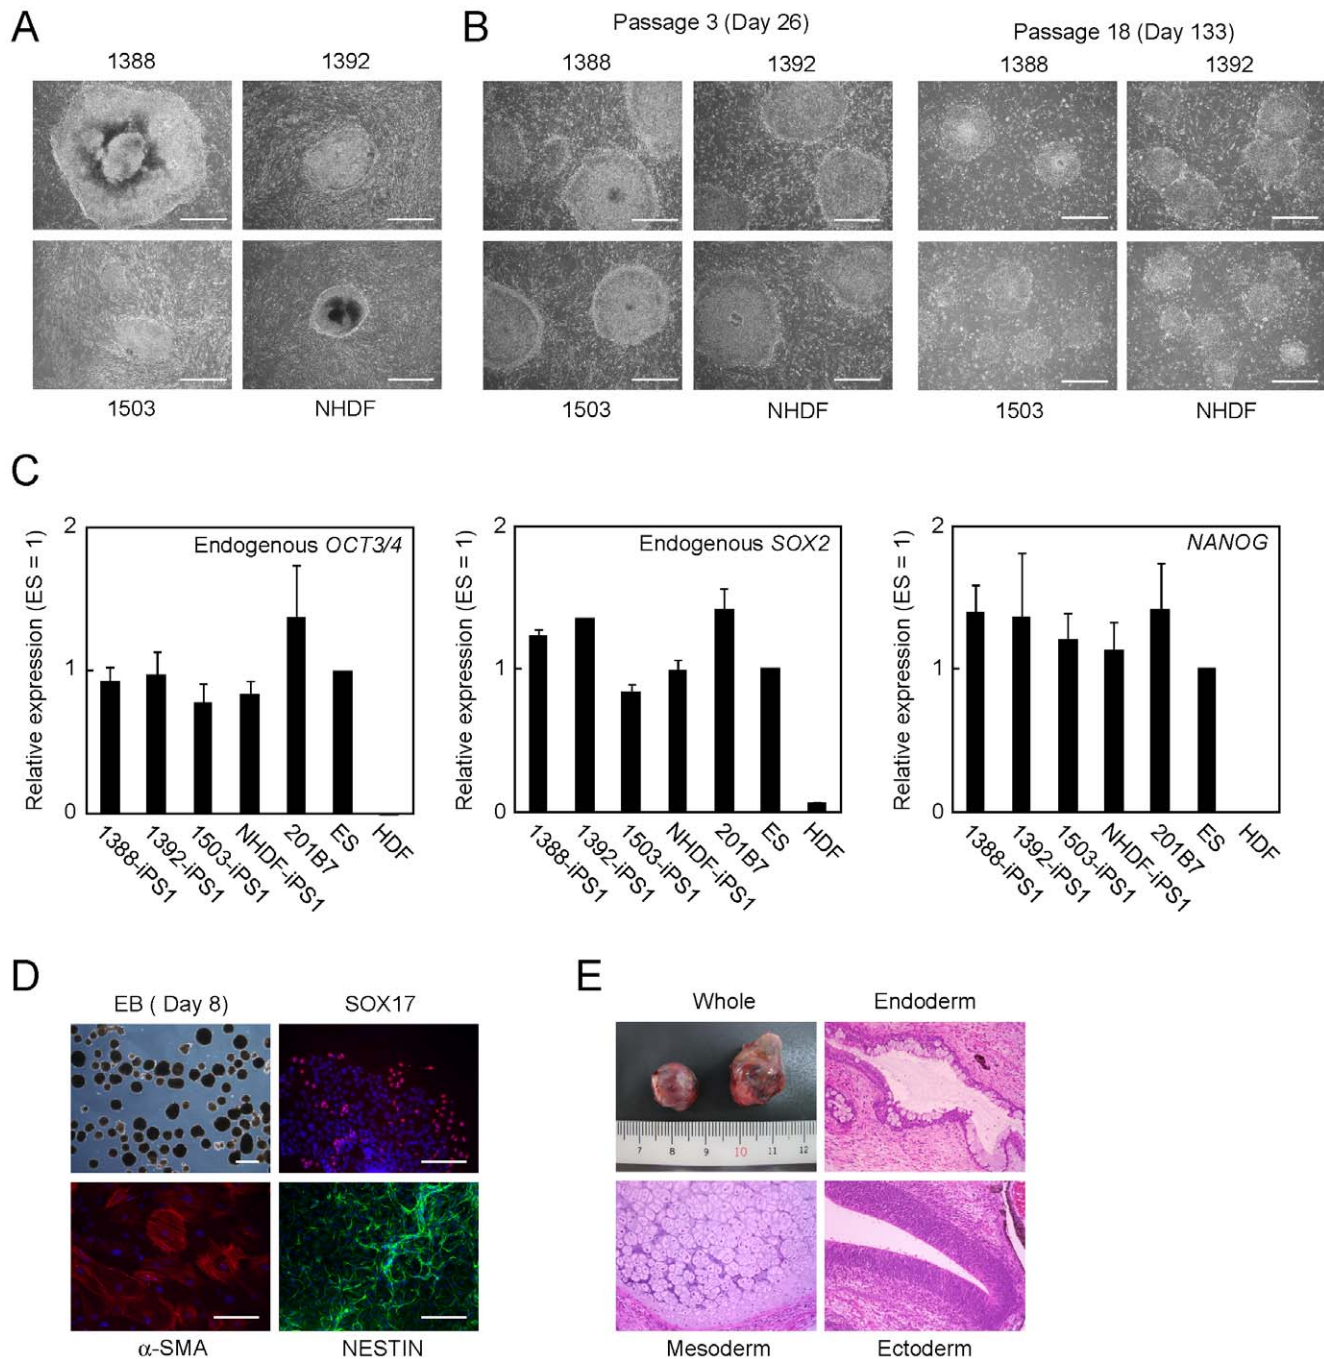 A
1388
1392
1503
NHDF
B
Passage 3 (Day 26)
1388
1392
1503
NHDF
Passage 18 (Day 133)
1388
1392
1503
NHDF
C
Relative expression (ES = 1)
2
1
0
Endogenous OCT3/4
1388-iPS1
1392-iPS1
1503-iPS1
NHDF-iPS1
201B7
ES
HDF
Relative expression (ES = 1)
2
1
0
Endogenous SOX2
1388-iPS1
1392-iPS1
1503-iPS1
NHDF-iPS1
201B7
ES
HDF
Relative expression (ES = 1)
2
1
0
NANOG
1388-iPS1
1392-iPS1
1503-iPS1
NHDF-iPS1
201B7
ES
HDF
D
EB ( Day 8)
SOX17
α-SMA
NESTIN
E
Whole
Endoderm
7 8 9 10 11 12
Mesoderm
Ectoderm